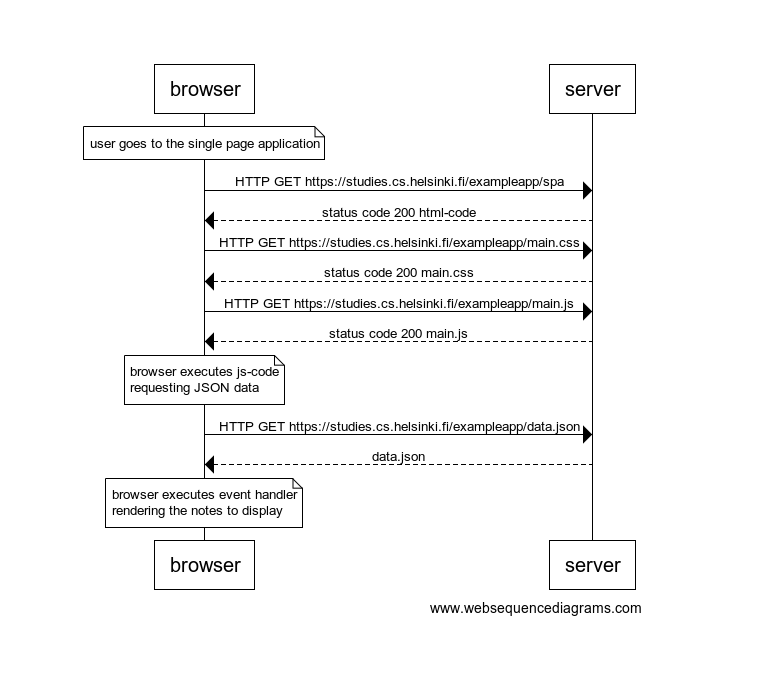 browser
server
user goes to the single page application
HTTP GET https://studies.cs.helsinki.fi/exampleapp/spa
status code 200 html-code
HTTP GET https://studies.cs.helsinki.fi/exampleapp/main.css
status code 200 main.css
HTTP GET https://studies.cs.helsinki.fi/exampleapp/main.js
status code 200 main.js
browser executes js-code
requesting JSON data
HTTP GET https://studies.cs.helsinki.fi/exampleapp/data.json
data.json
browser executes event handler
rendering the notes to display
browser
server
www.websequencediagrams.com